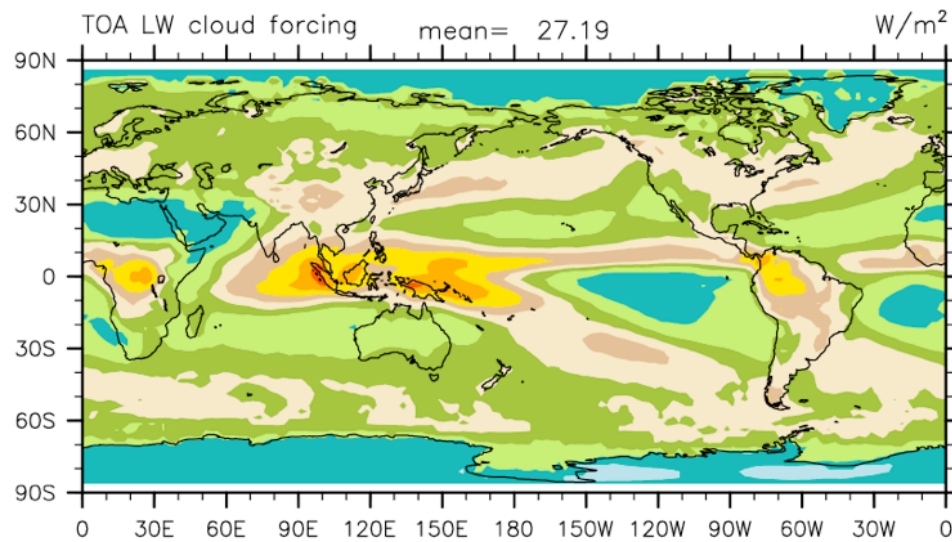 TOA LW cloud forcing mean= 27.19 W/m²
90N
60N
30N
0
30S
60S
90S
0 30E 60E 90E 120E 150E 180 150W 120W 90W 60W 30W 0